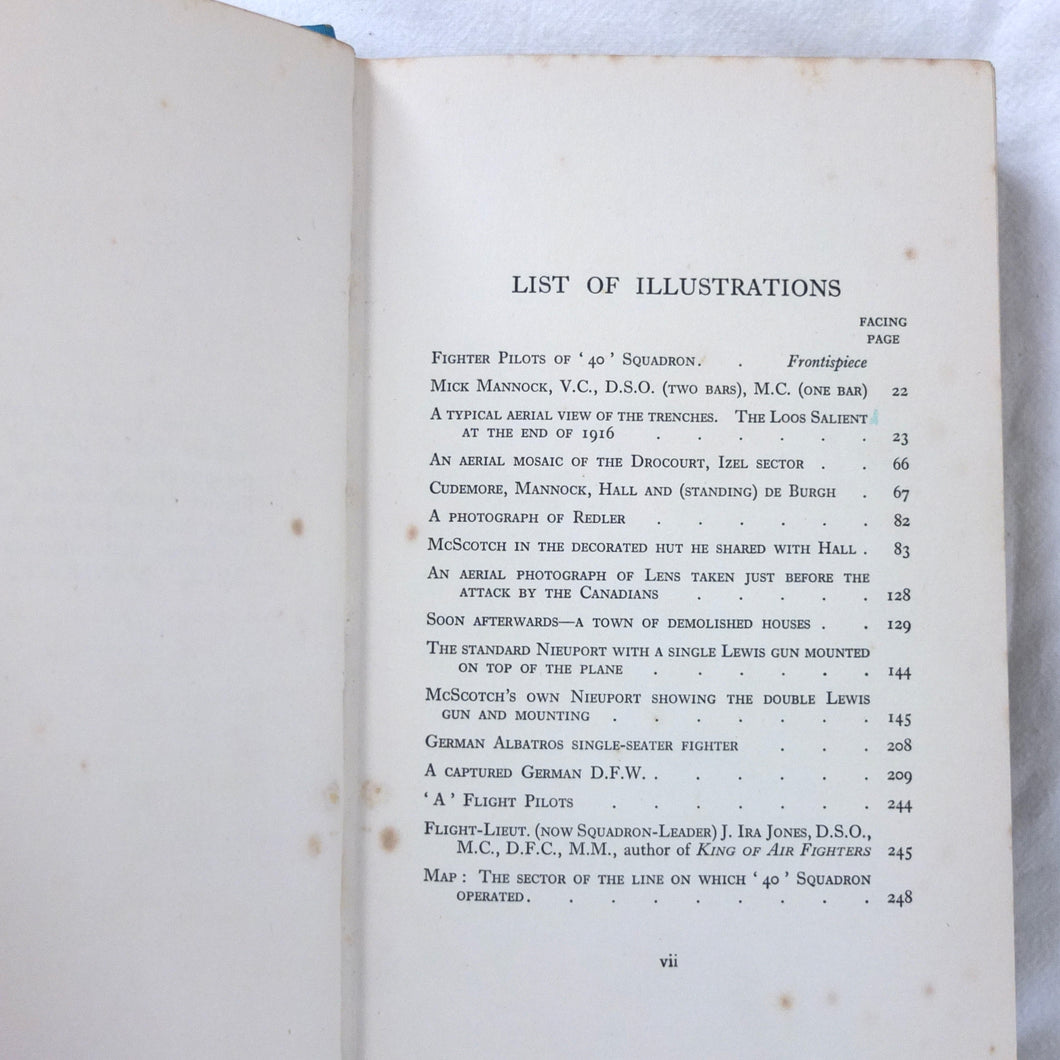 LIST OF ILLUSTRATIONS
FACING
PAGE
FIGHTER PILOTS OF ‘40’ SQUADRON. . Frontispiece
MICK MANNOCK, V.C., D.S.O. (TWO BARS), M.C. (ONE BAR) 22
A TYPICAL AERIAL VIEW OF THE TRENCHES. THE LOOS SALIENT
AT THE END OF 1916 . . . . . . 23
AN AERIAL MOSAIC OF THE DROCOURT, IZEL SECTOR . . 66
CUDEMORE, MANNOCK, HALL AND (STANDING) DE BURGH . 67
A PHOTOGRAPH OF REDLER . . . . . . 82
MCSCOTCH IN THE DECORATED HUT HE SHARED WITH HALL . 83
AN AERIAL PHOTOGRAPH OF LENS TAKEN JUST BEFORE THE
ATTACK BY THE CANADIANS . . . . . 128
SOON AFTERWARDS—A TOWN OF DEMOLISHED HOUSES . . 129
THE STANDARD NIEUPORT WITH A SINGLE LEWIS GUN MOUNTED
ON TOP OF THE PLANE . . . . . . 144
MCSCOTCH’S OWN NIEUPORT SHOWING THE DOUBLE LEWIS
GUN AND MOUNTING . . . . . . . 145
GERMAN ALBATROS SINGLE-SEATER FIGHTER . . . 208
A CAPTURED GERMAN D.F.W. . . . . . . 209
‘A’ FLIGHT PILOTS . . . . . . . 244
FLIGHT-LIEUT. (NOW SQUADRON-LEADER) J. IRA JONES, D.S.O.,
M.C., D.F.C., M.M., author of KING OF AIR FIGHTERS 245
MAP: THE SECTOR OF THE LINE ON WHICH ‘40’ SQUADRON
OPERATED. . . . . . . . . 248
vii